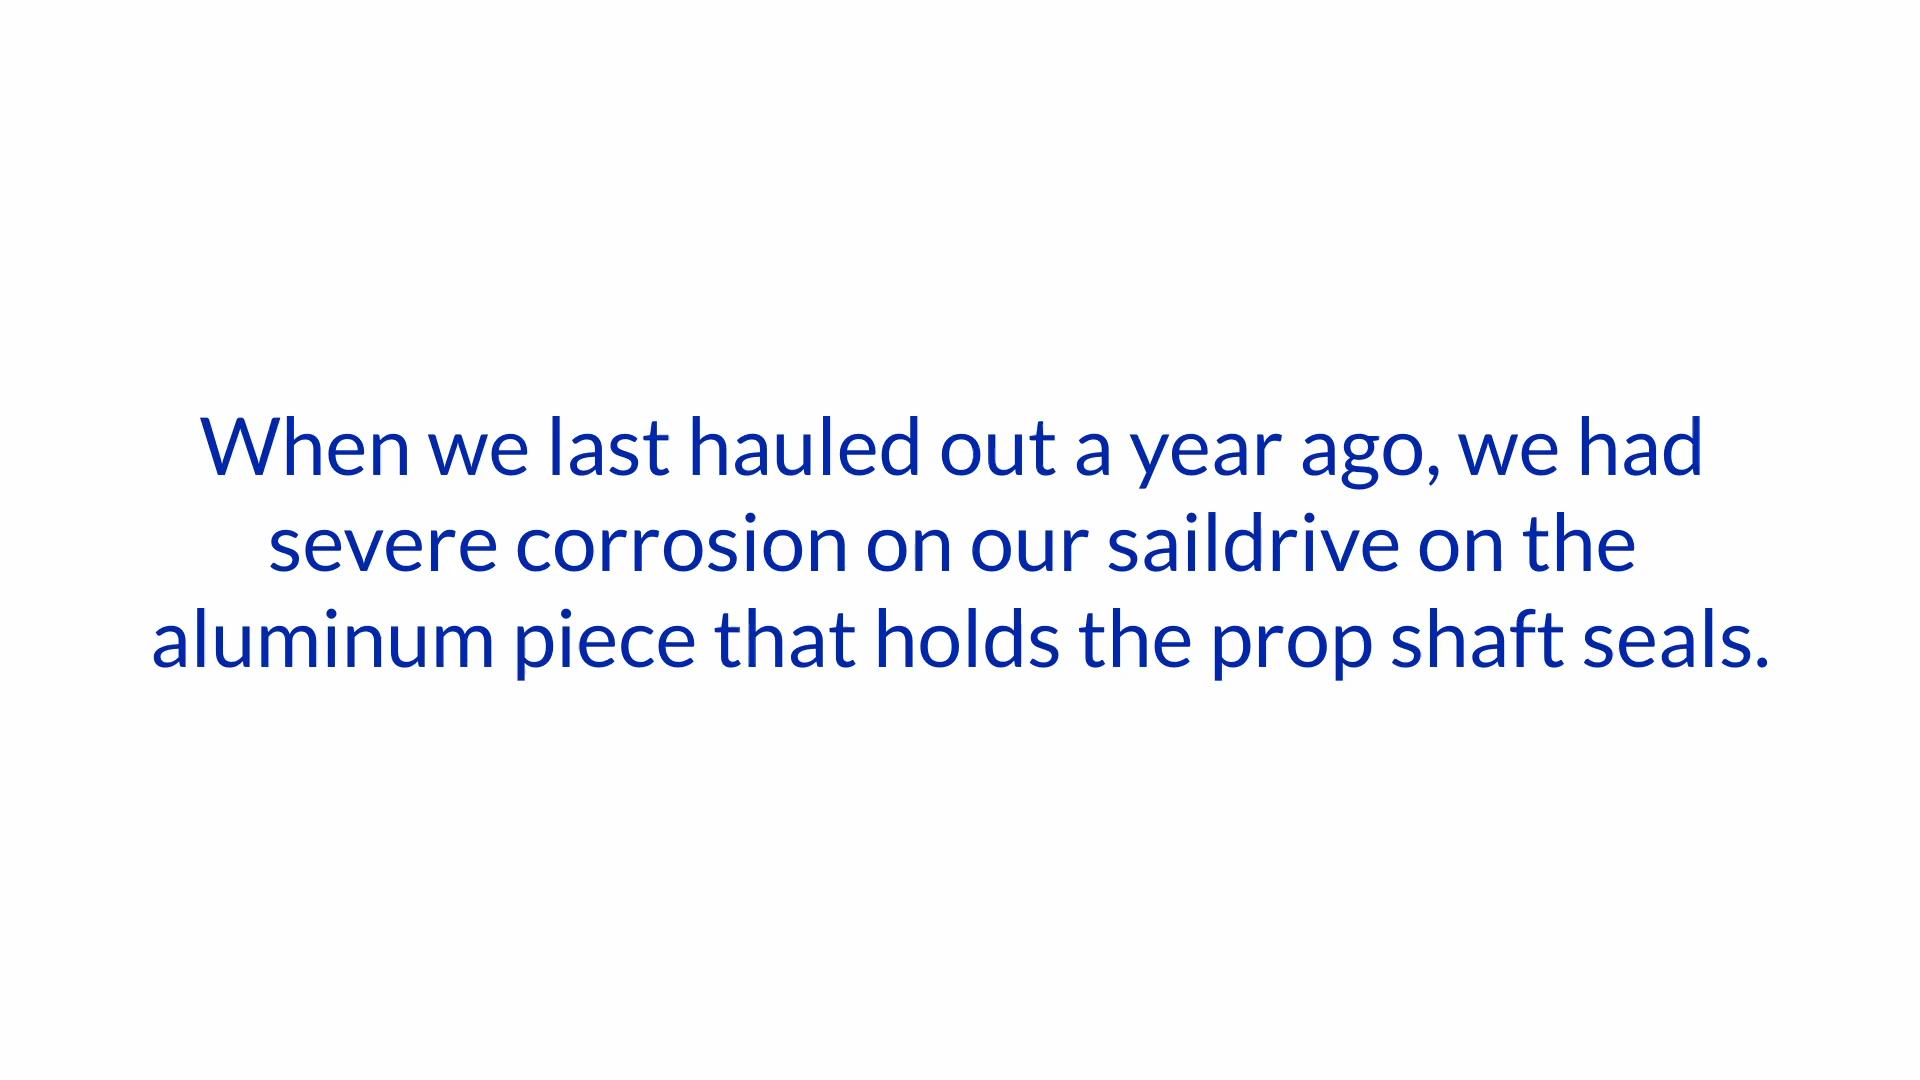 When we last hauled out a year ago, we had
severe corrosion on our saildrive on the
aluminum piece that holds the prop shaft seals.